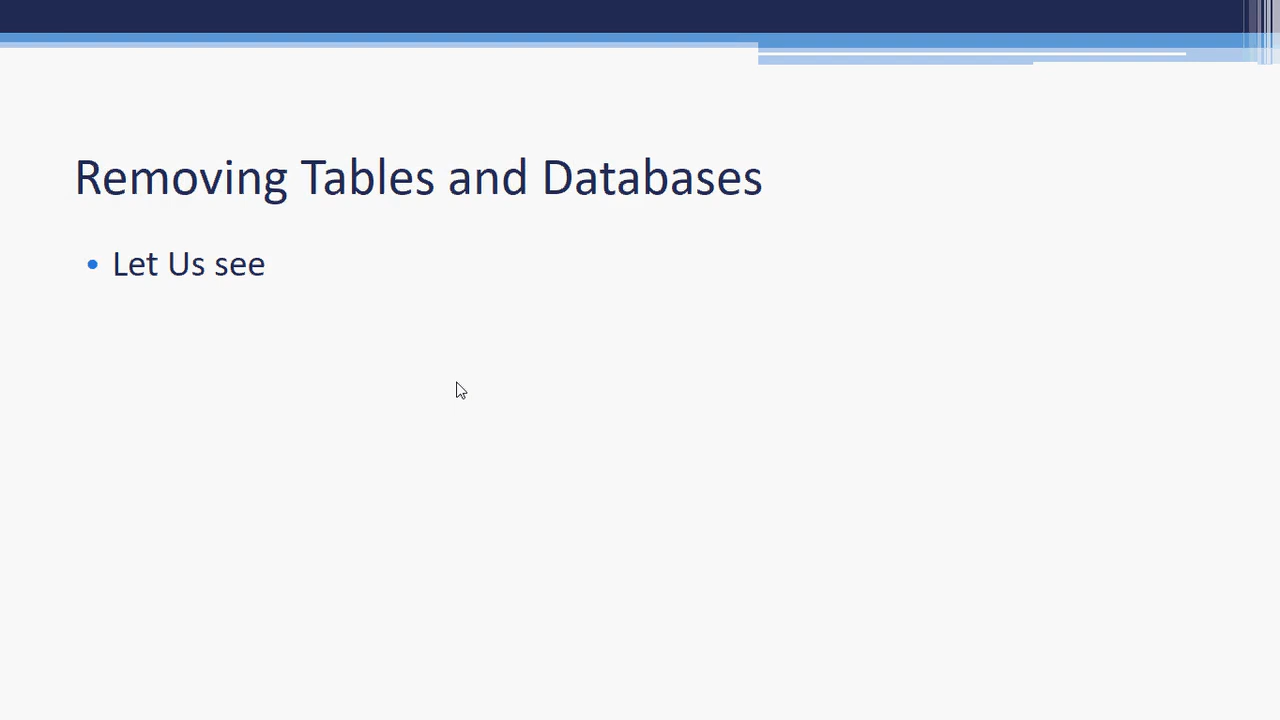 Removing Tables and Databases
• Let Us see